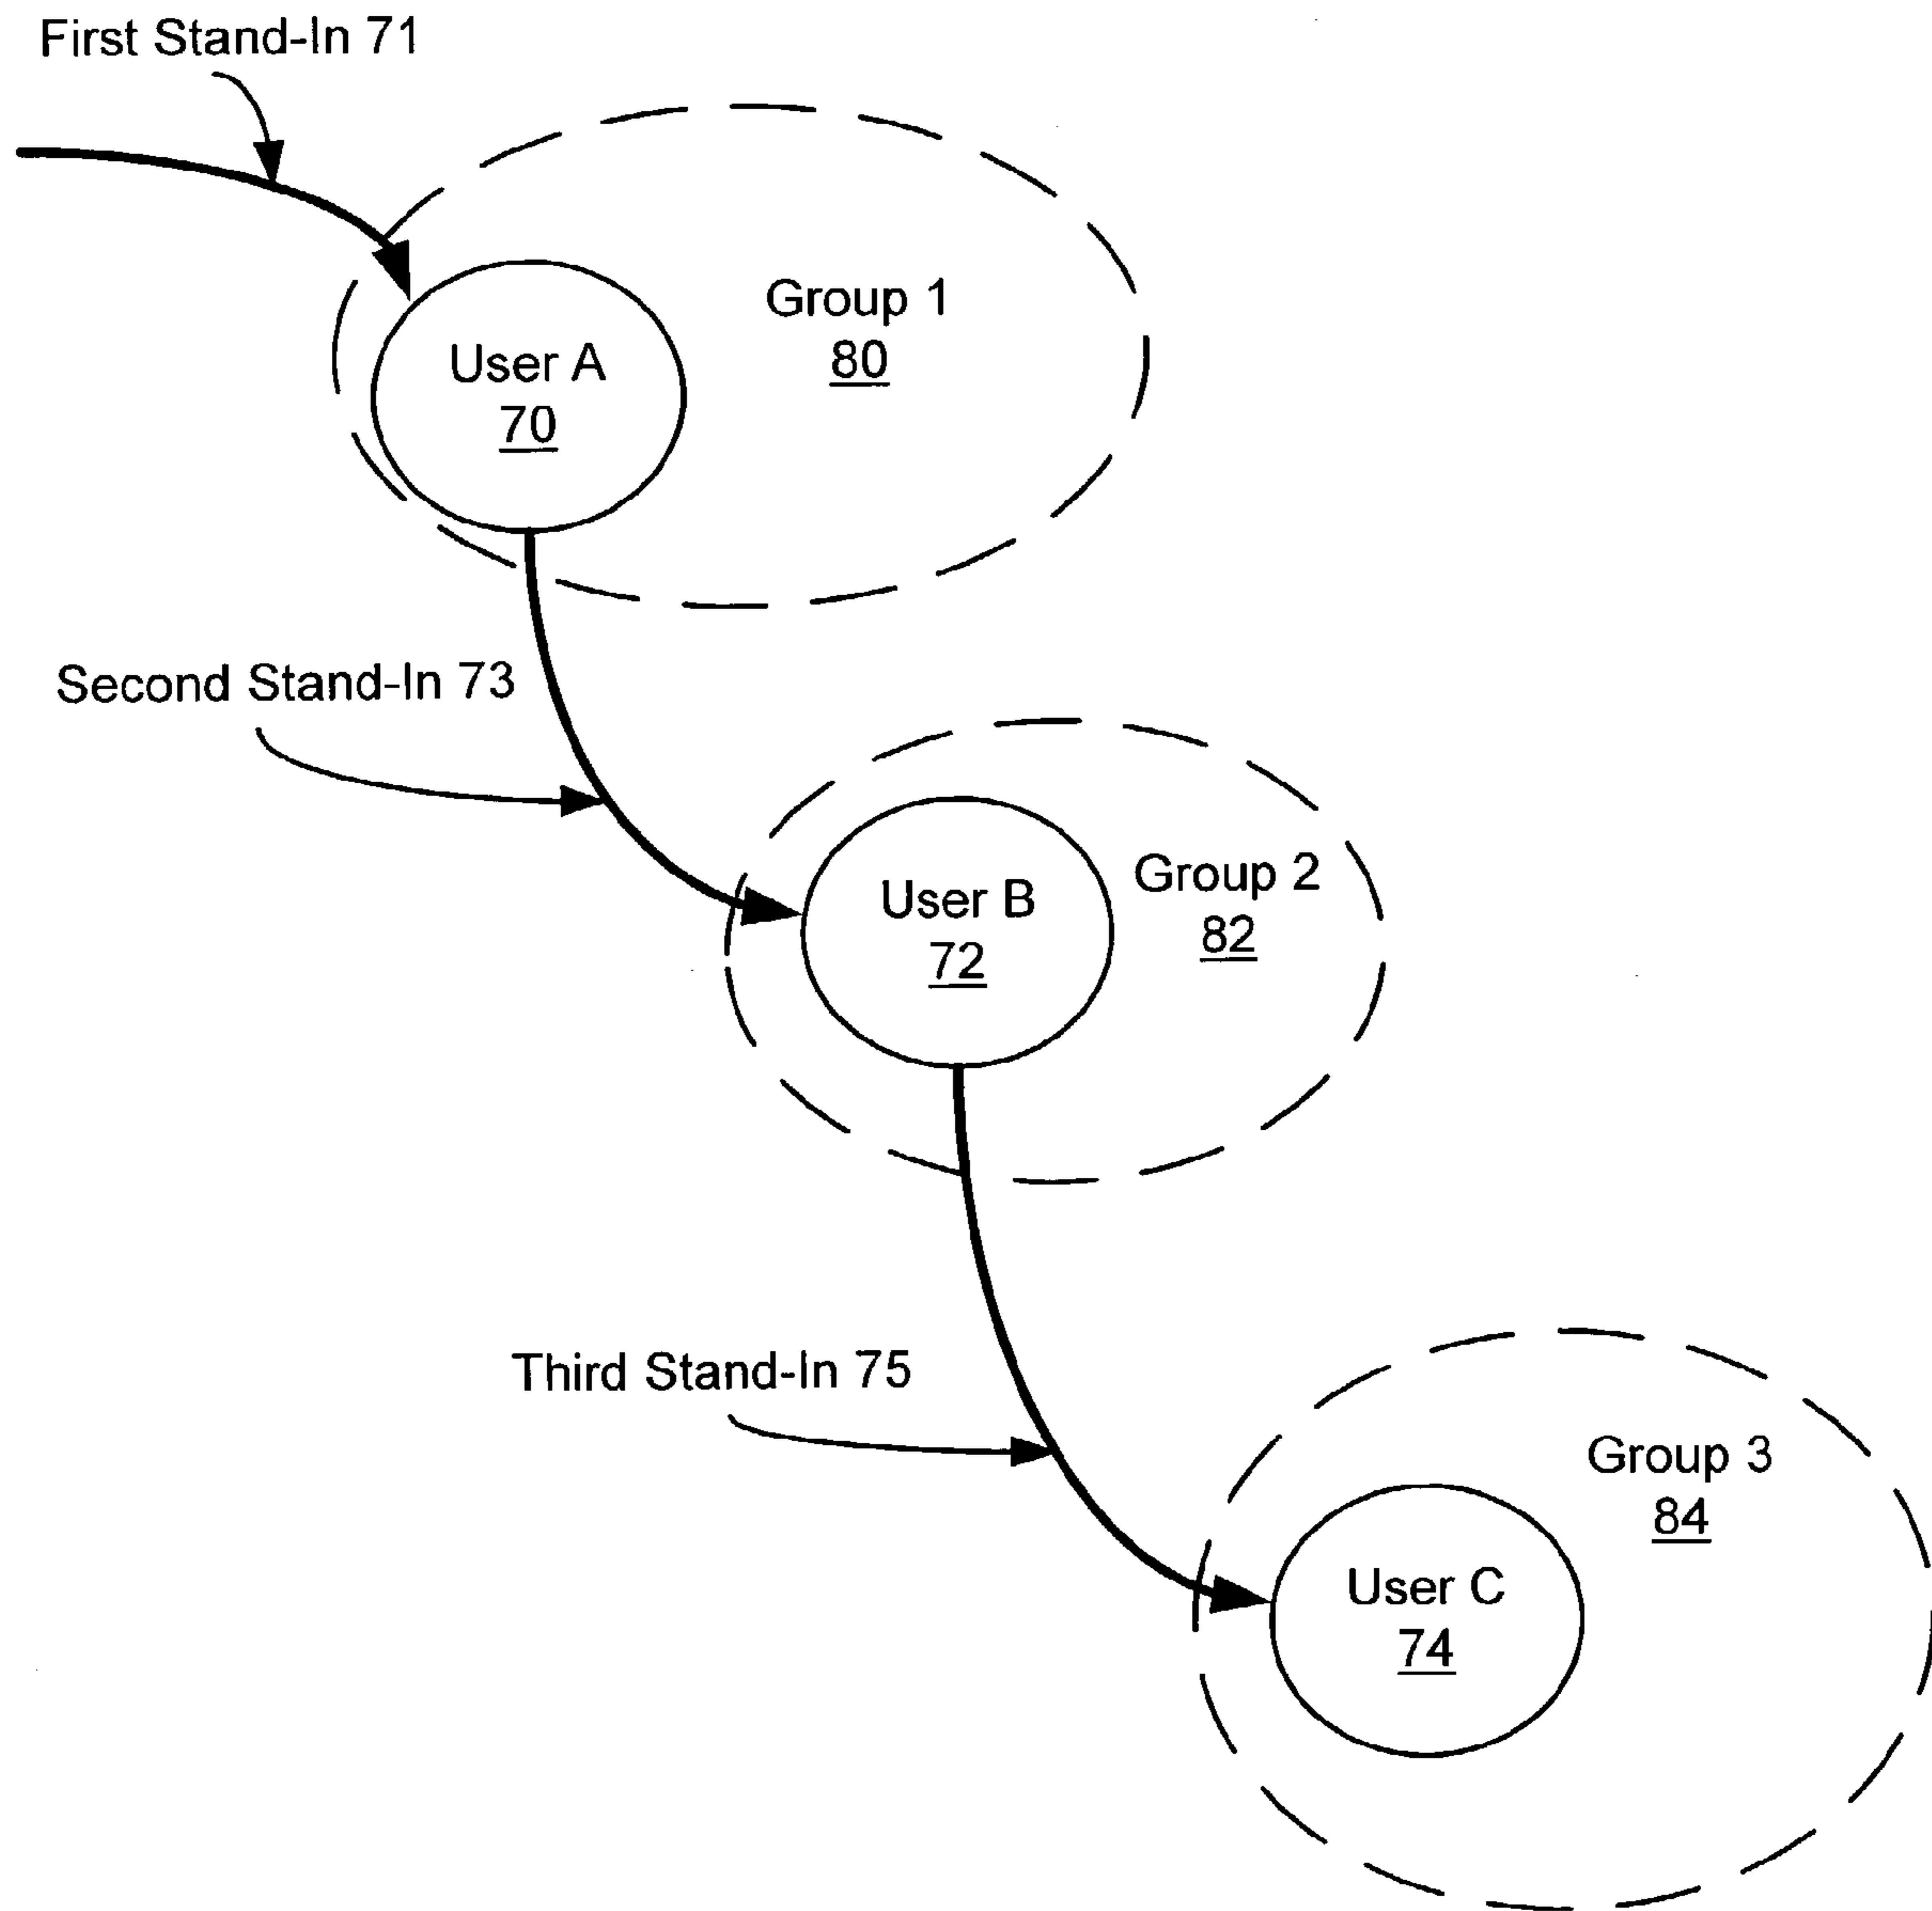 First Stand-In 71
Group 1
80
User A
70
Second Stand-In 73
Group 2
82
User B
72
Third Stand-In 75
Group 3
84
User C
74